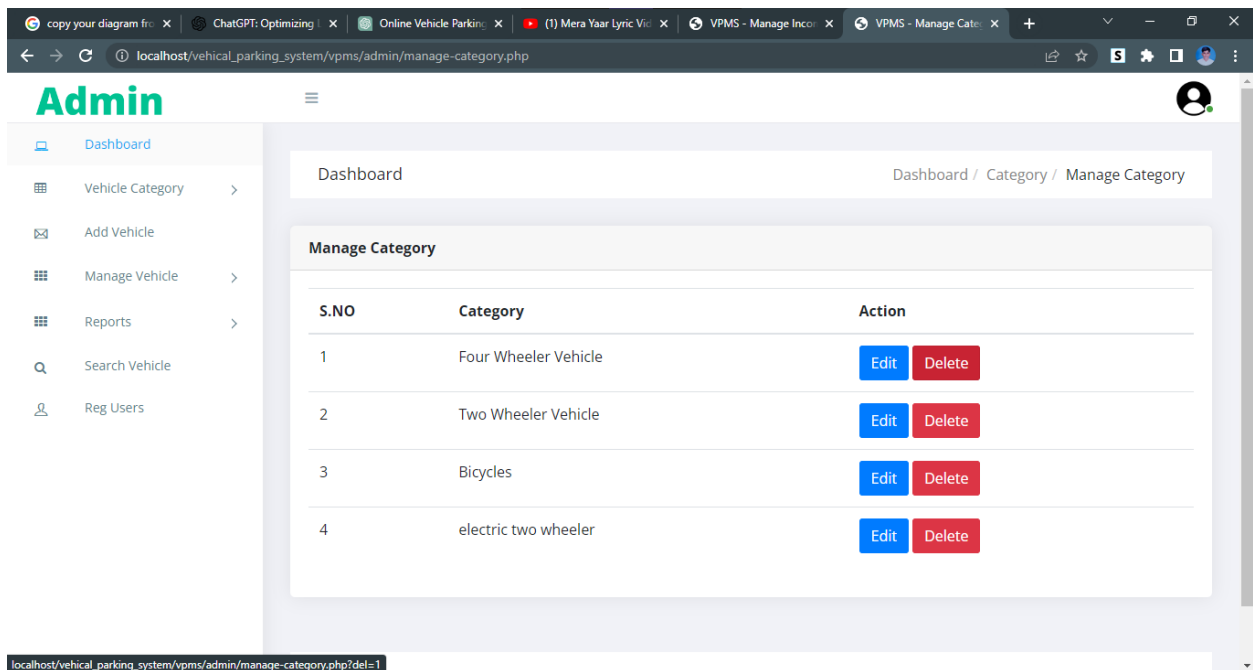 copy your diagram fro
ChatGPT: Optimizing L
Online Vehicle Parking
(1) Mera Yaar Lyric Vid
VPMS - Manage Incom
VPMS - Manage Categ
localhost/vehical_parking_system/vpms/admin/manage-category.php
S
Admin
Dashboard
Vehicle Category
Add Vehicle
Manage Vehicle
Reports
Search Vehicle
Reg Users
Dashboard
Dashboard / Category / Manage Category
Manage Category
S.NO Category Action
1 Four Wheeler Vehicle Edit Delete
2 Two Wheeler Vehicle Edit Delete
3 Bicycles Edit Delete
4 electric two wheeler Edit Delete
localhost/vehical_parking_system/vpms/admin/manage-category.php?del=1